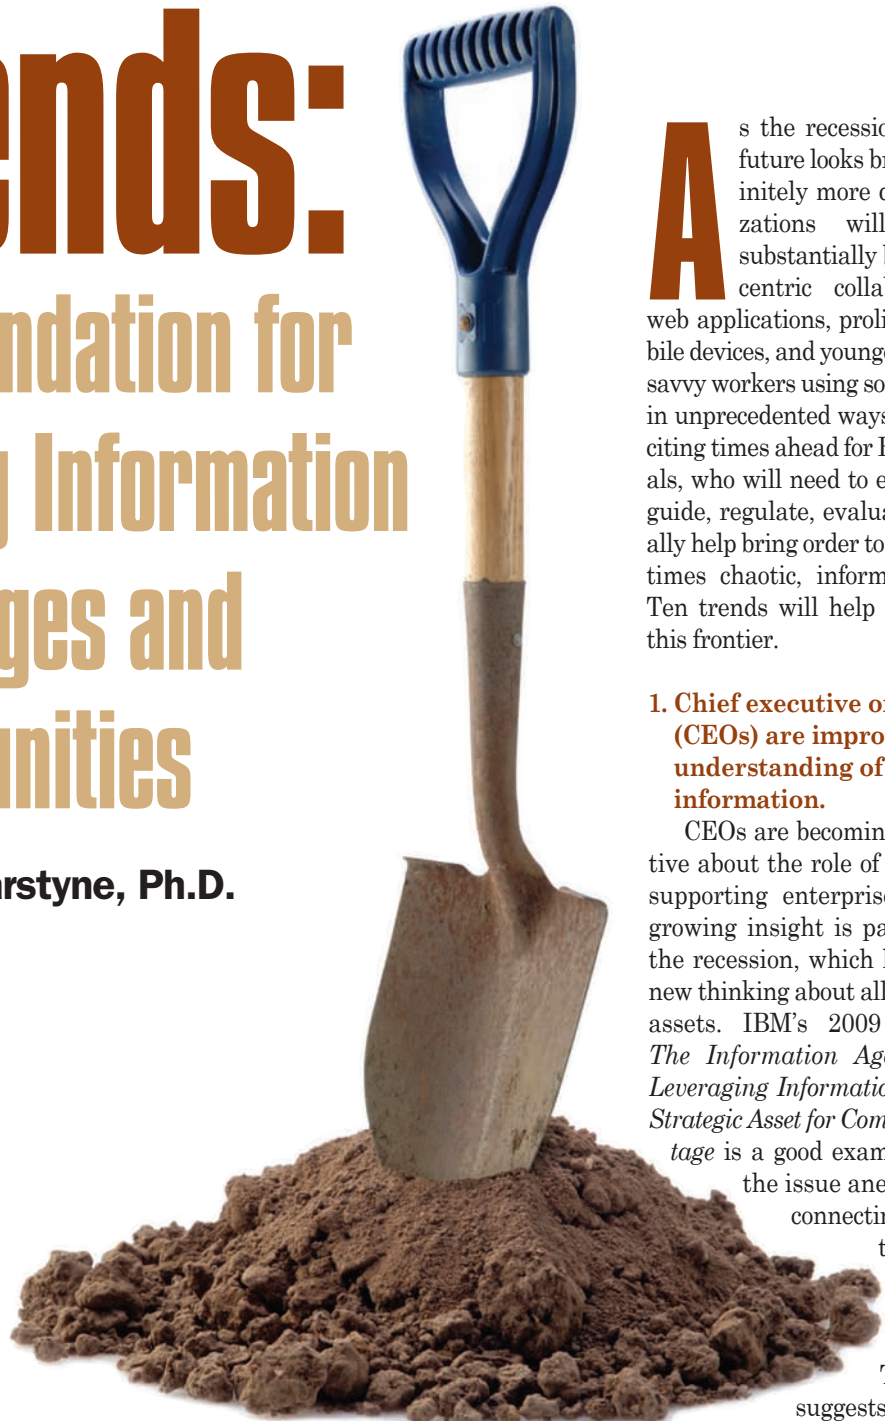 ends:
ndation for
g Information
ges and
unities
arstyne, Ph.D.
As the recessio
future looks br
initely more c
zations will
substantially b
centric colla
web applications, proli
bile devices, and younge
savvy workers using so
in unprecedented ways
citing times ahead for
als, who will need to e
guide, regulate, evalua
ally help bring order to
times chaotic, inform
Ten trends will help
this frontier.
1. Chief executive o
(CEOs) are impro
understanding of
information.
CEOs are becomin
tive about the role of
supporting enterprise
growing insight is pa
the recession, which
new thinking about all
assets. IBM’s 2009
The Information Age
Leveraging Informatio
Strategic Asset for Com
tage is a good exam
the issue ane
connectin
t
suggests